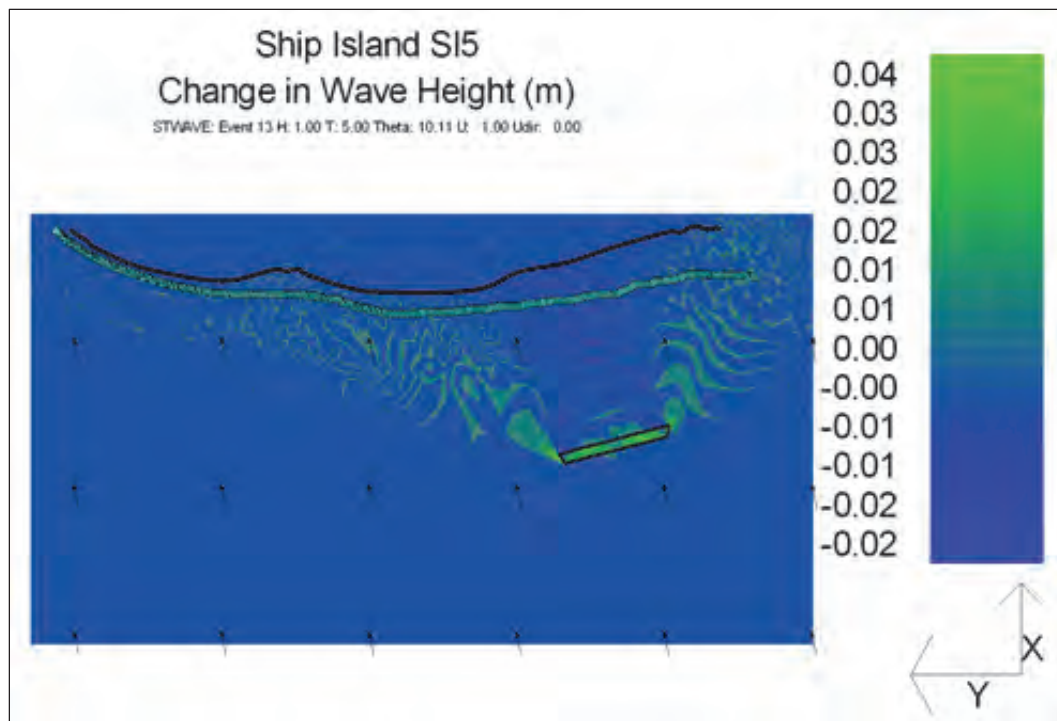 Ship Island SI5
Change in Wave Height (m)
STWAVE: Event 13 H: 1.00 T: 5.00 Theta: 10.11 U: 1.00 Udir: 0.00
0.04
0.03
0.03
0.02
0.02
0.01
0.01
0.00
-0.00
-0.01
-0.01
-0.02
-0.02
X
Y